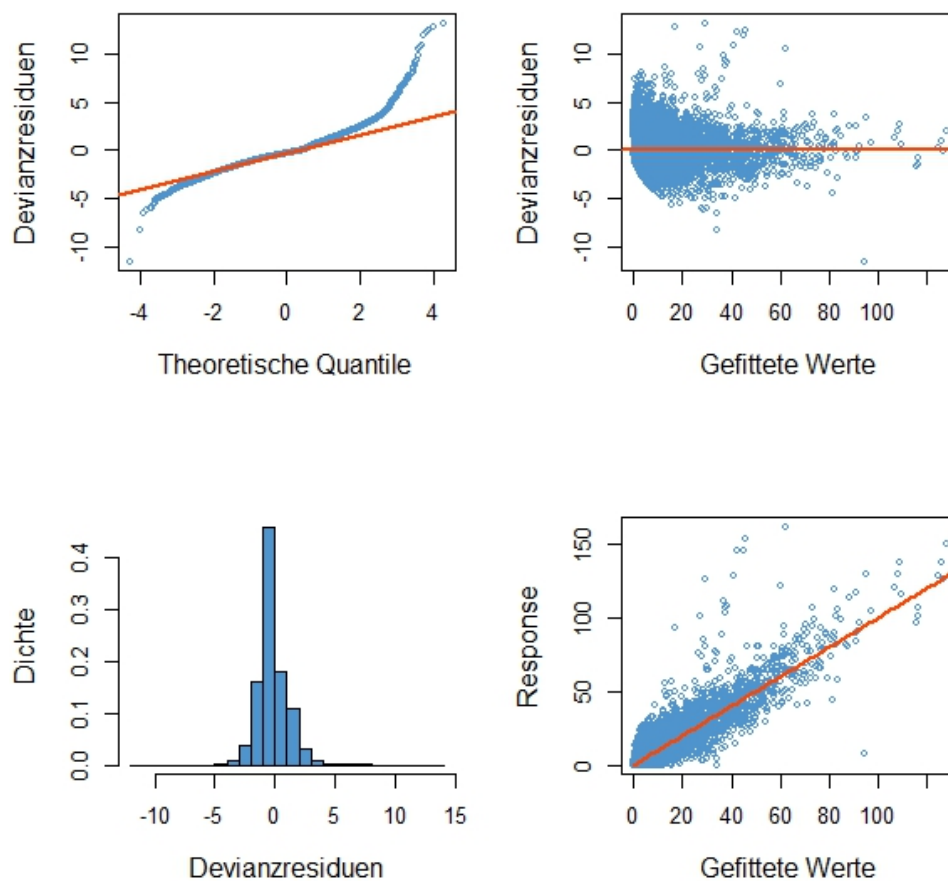 Devianzresiduen
-10 -5 0 5 10
-4 -2 0 2 4
Theoretische Quantile
Devianzresiduen
-10 -5 0 5 10
0 20 40 60 80 100
Gefittete Werte
Dichte
0.0 0.1 0.2 0.3 0.4
-10 -5 0 5 10 15
Devianzresiduen
Response
0 50 100 150
0 20 40 60 80 100
Gefittete Werte